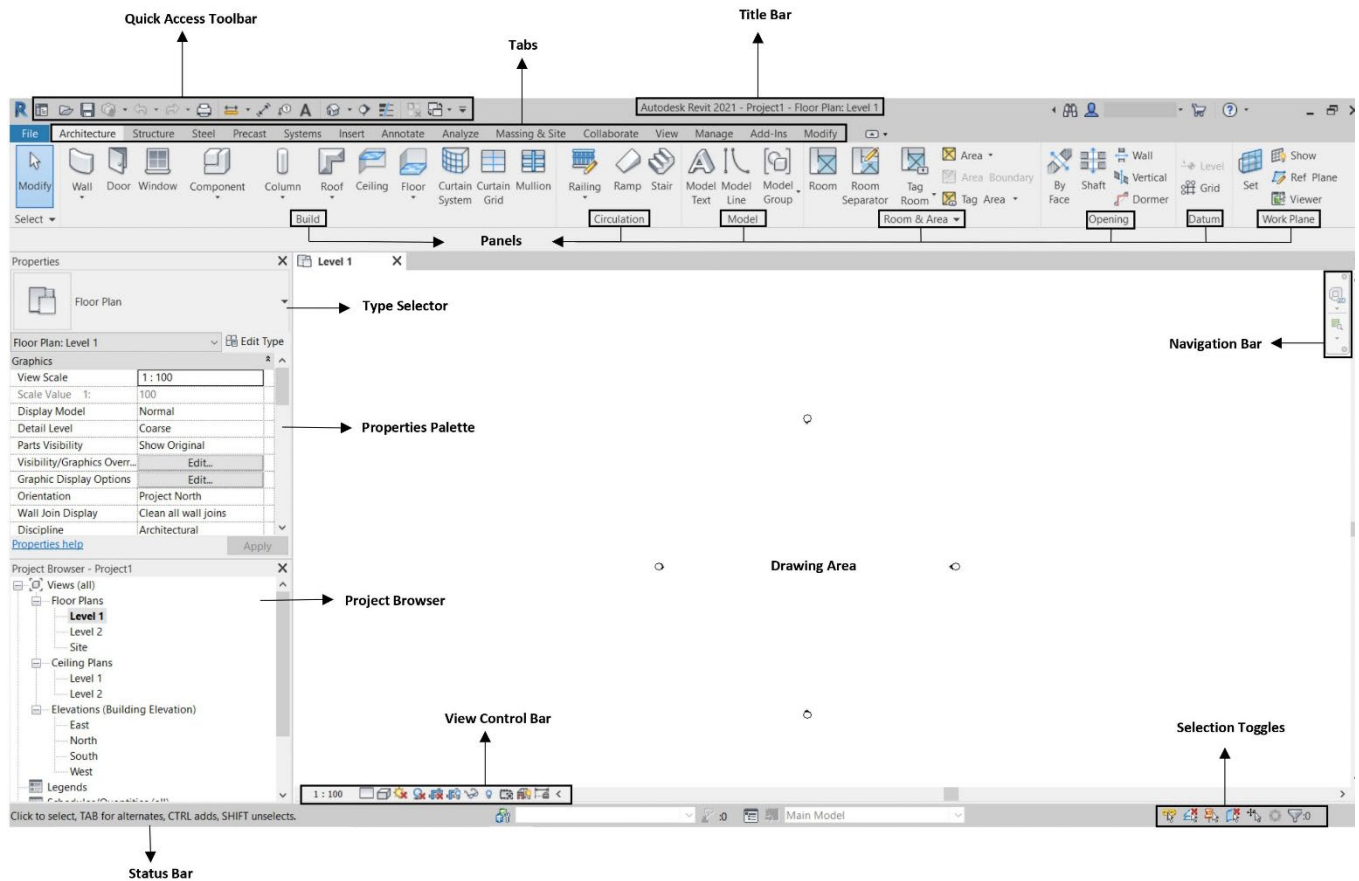 Quick Access Toolbar
Title Bar
Tabs
Autodesk Revit 2021 - Project1 - Floor Plan: Level 1
File Architecture Structure Steel Precast Systems Insert Annotate Analyze Massing & Site Collaborate View Manage Add-Ins Modify
Modify
Wall
Door
Window
Component
Column
Roof
Ceiling
Floor
Curtain System
Curtain Grid
Mullion
Railing
Ramp
Stair
Model Text
Model Line
Model Group
Room
Room Separator
Tag Room
Area
Area Boundary
Tag Area
By Face
Shaft
Wall
Vertical
Dormer
Level
Grid
Set
Show
Ref Plane
Viewer
Select
Build
Circulation
Model
Room & Area
Opening
Datum
Work Plane
Panels
Properties
Level 1
Floor Plan
Type Selector
Floor Plan: Level 1
Edit Type
Navigation Bar
Graphics
View Scale 1 : 100
Scale Value 1: 100
Display Model Normal
Detail Level Coarse
Parts Visibility Show Original
Visibility/Graphics Overr... Edit...
Graphic Display Options Edit...
Orientation Project North
Wall Join Display Clean all wall joins
Discipline Architectural
Properties help
Apply
Properties Palette
Project Browser - Project1
Views (all)
Floor Plans
Level 1
Level 2
Site
Ceiling Plans
Level 1
Level 2
Elevations (Building Elevation)
East
North
South
West
Legends
Project Browser
Drawing Area
View Control Bar
Selection Toggles
1 : 100
Click to select, TAB for alternates, CTRL adds, SHIFT unselects.
:0
Main Model
:0
Status Bar